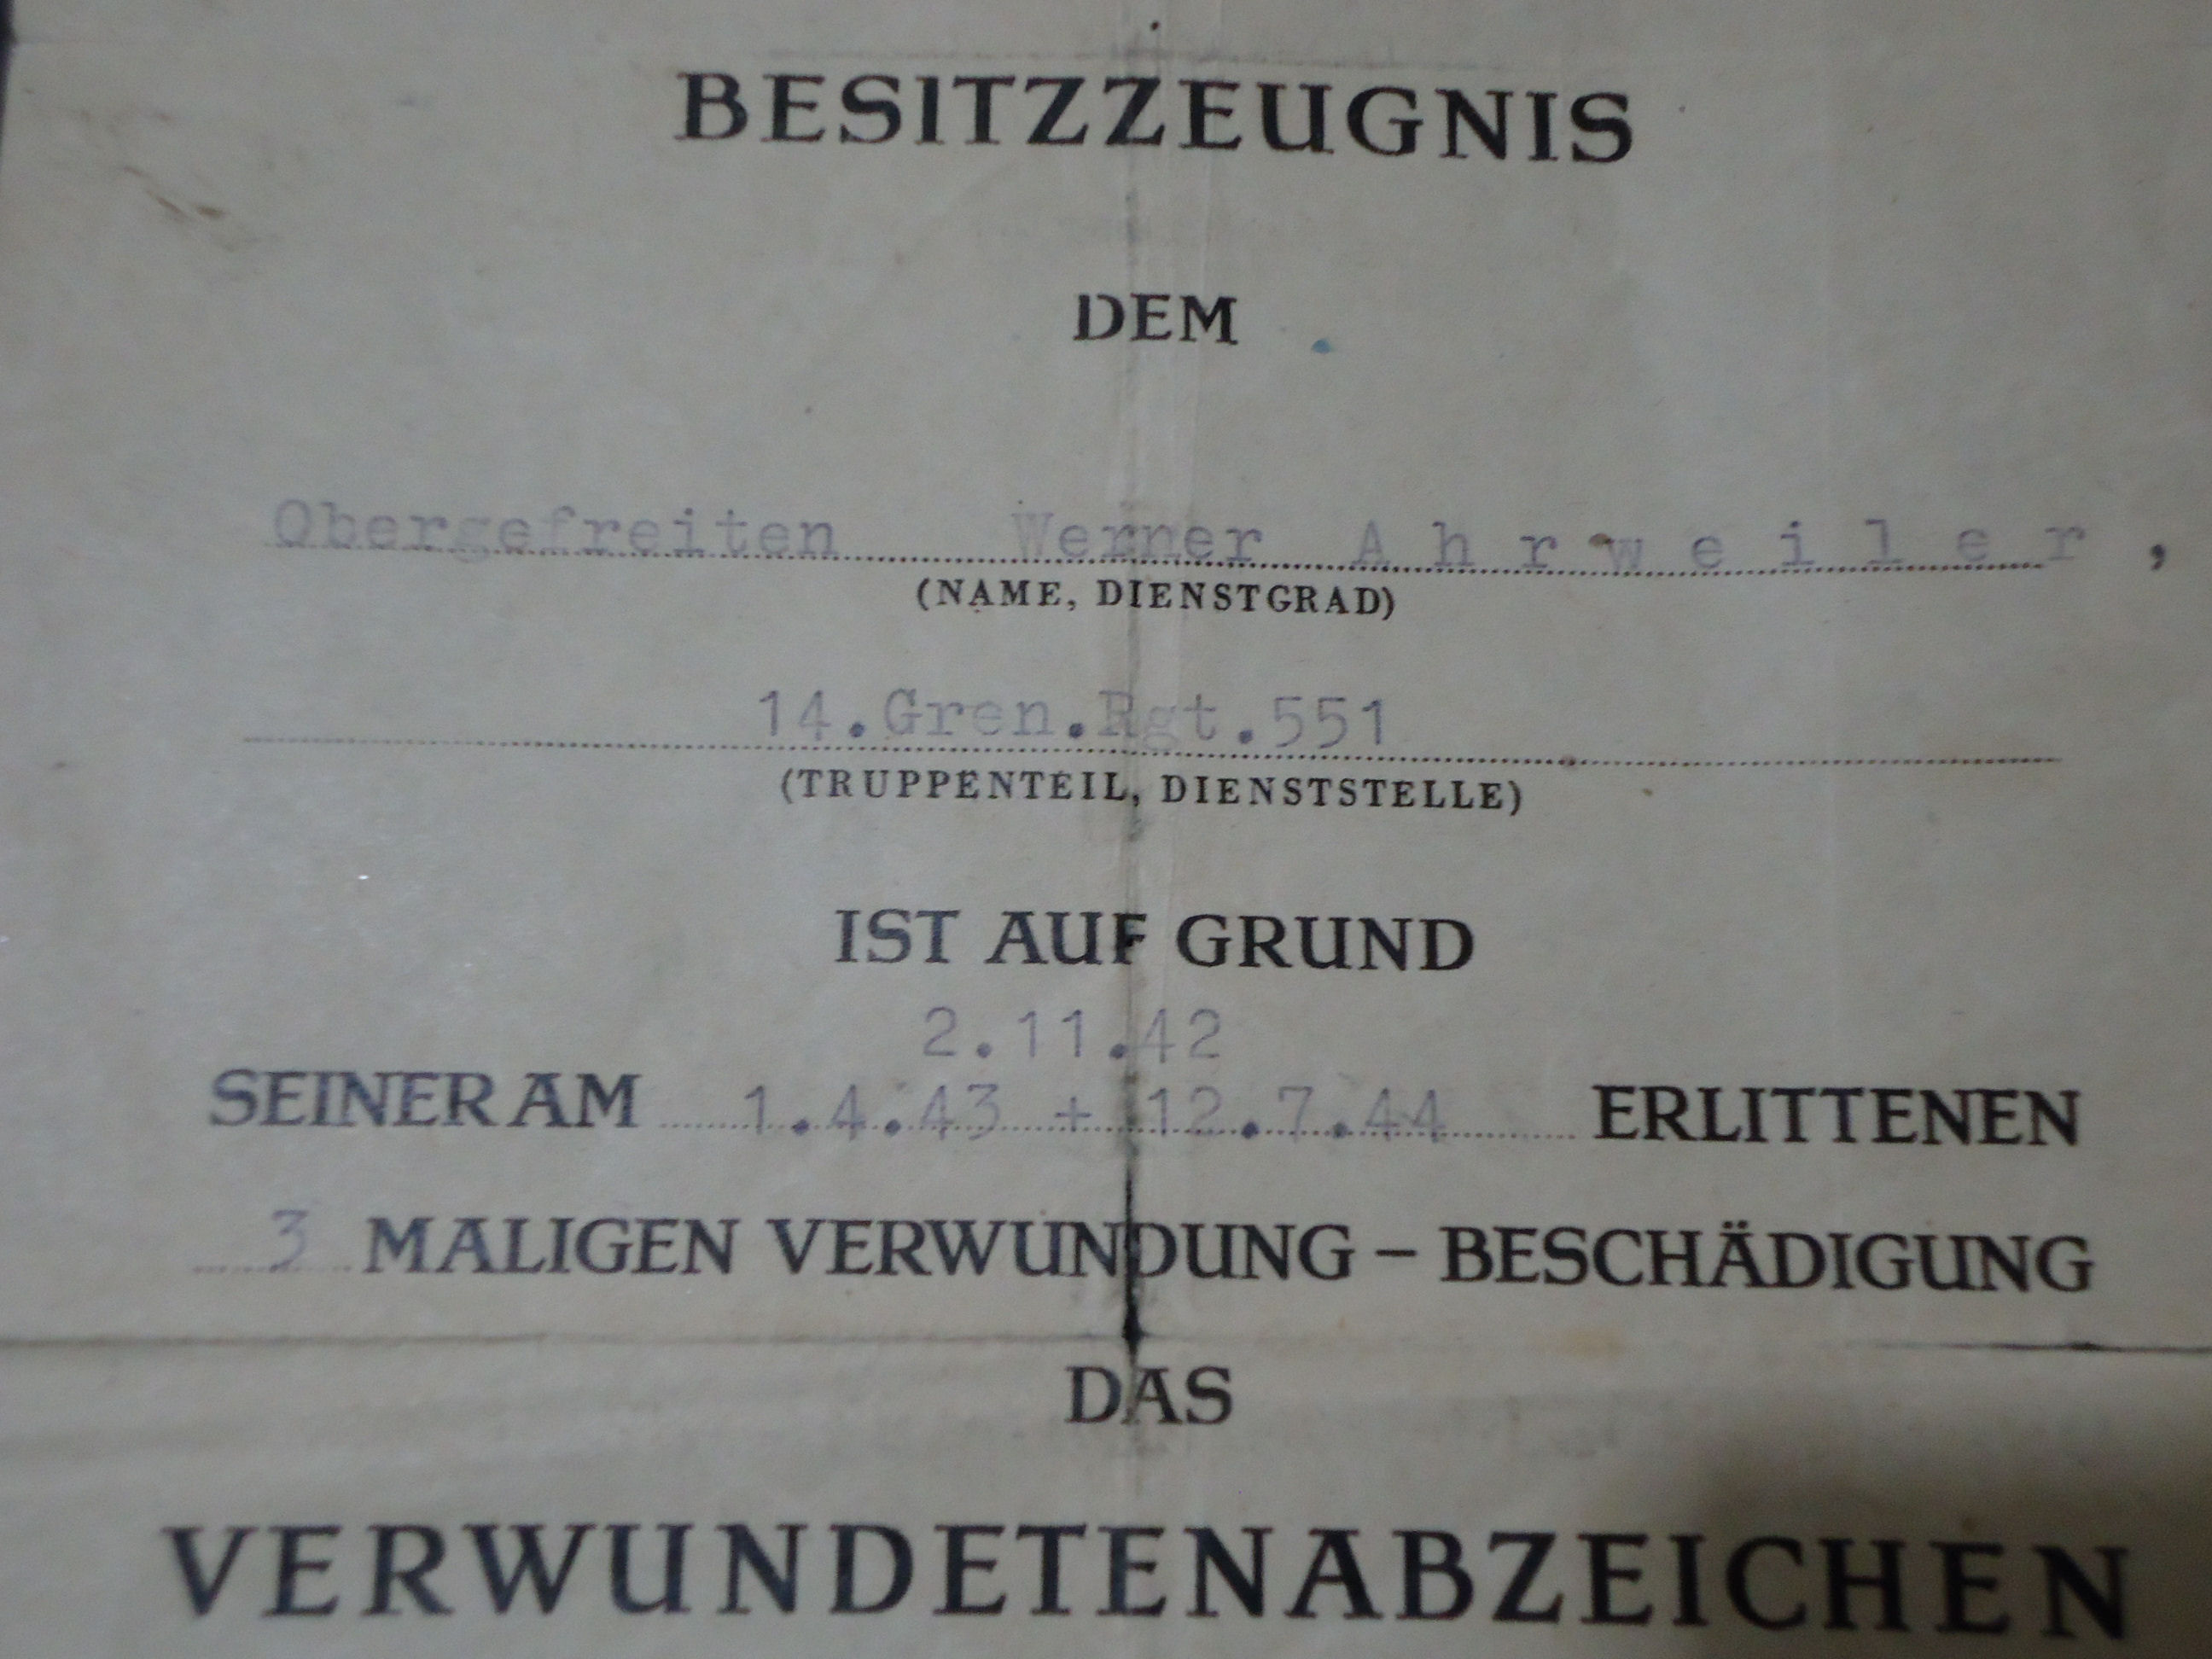 BESITZZEUGNIS
DEM
Obergefreiten Werner A h r w e i l e r ,
(NAME, DIENSTGRAD)
14.Gren.Rgt.551
(TRUPPENTEIL, DIENSTSTELLE)
IST AUF GRUND
2.11.42
SEINER AM 1.4.43 + 12.7.44 ERLITTENEN
3 MALIGEN VERWUNDUNG – BESCHÄDIGUNG
DAS
VERWUNDETENABZEICHEN